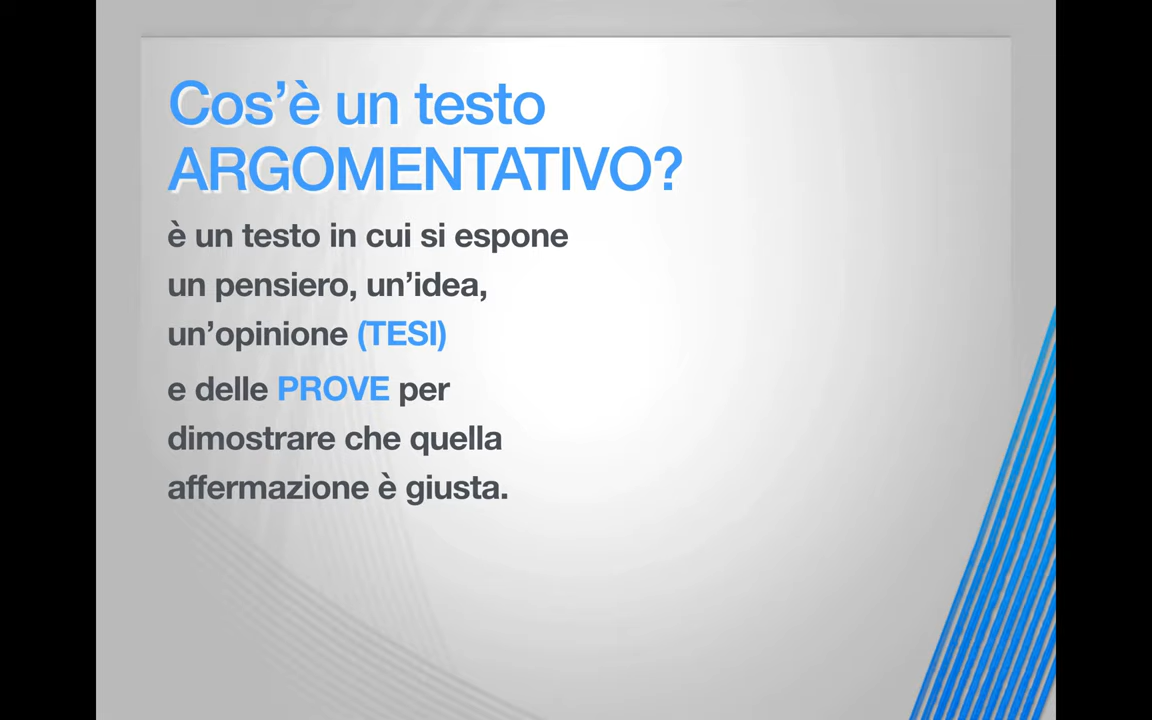 Cos’è un testo
ARGOMENTATIVO?
è un testo in cui si espone
un pensiero, un’idea,
un’opinione (TESI)
e delle PROVE per
dimostrare che quella
affermazione è giusta.